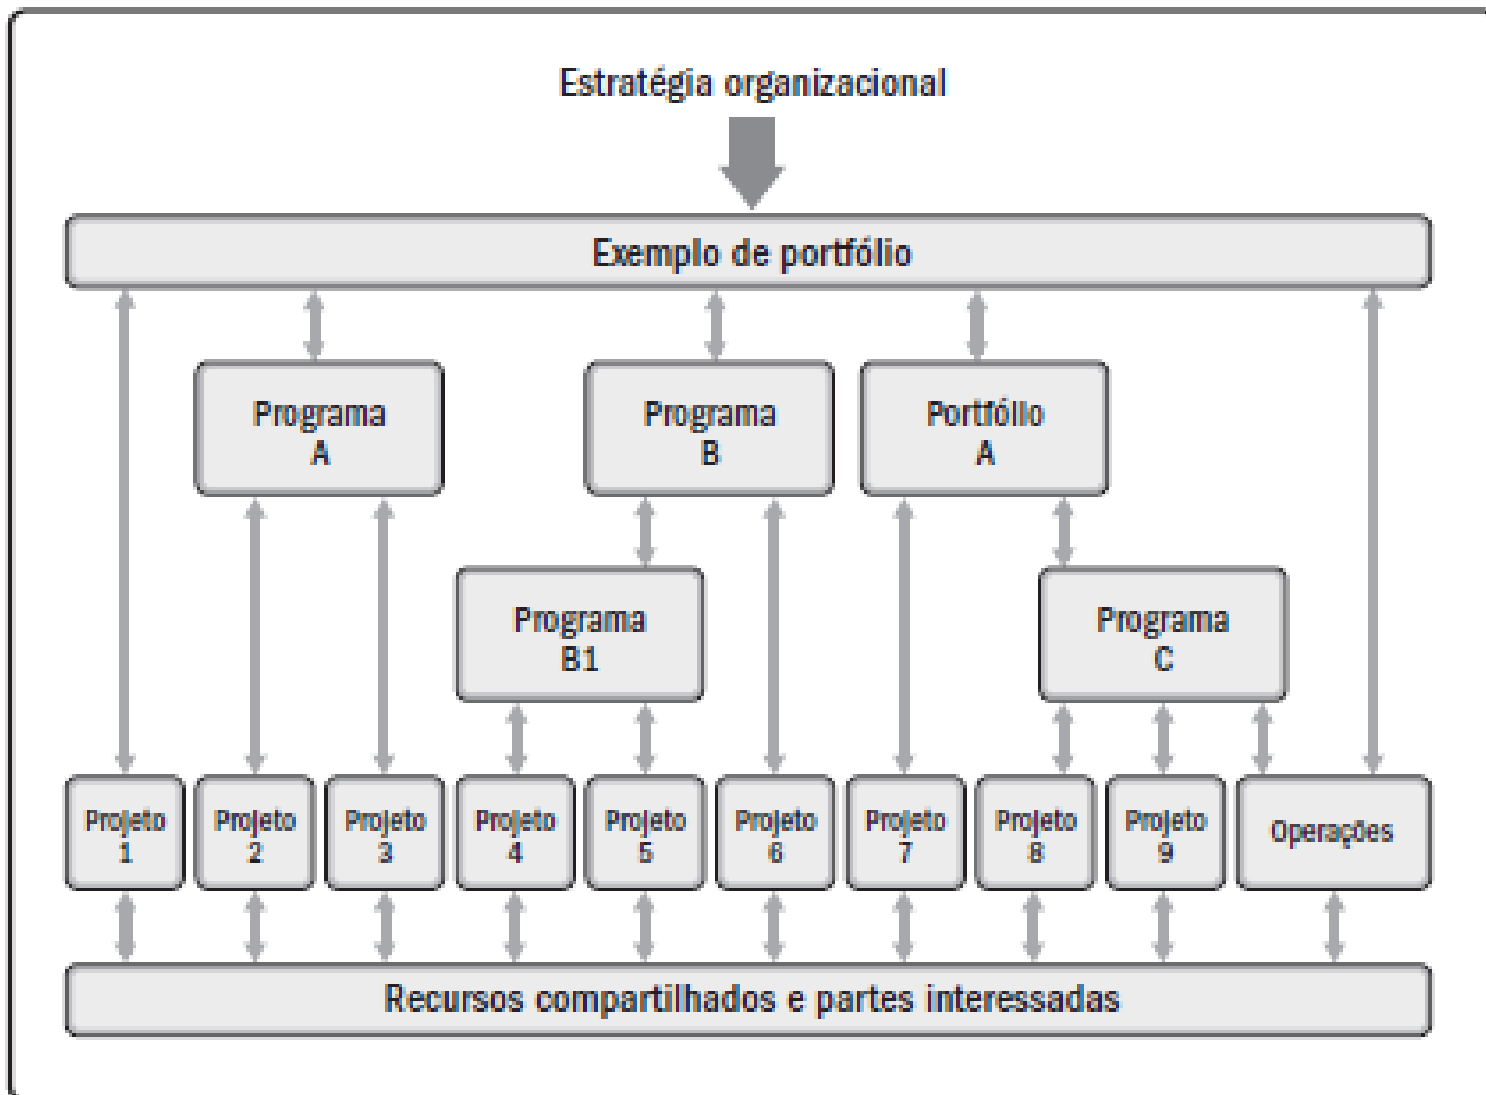 Estratégia organizacional
Exemplo de portfólio
Programa
A
Programa
B
Portfólio
A
Programa
B1
Programa
C
Projeto
1
Projeto
2
Projeto
3
Projeto
4
Projeto
5
Projeto
6
Projeto
7
Projeto
8
Projeto
9
Operações
Recursos compartilhados e partes interessadas